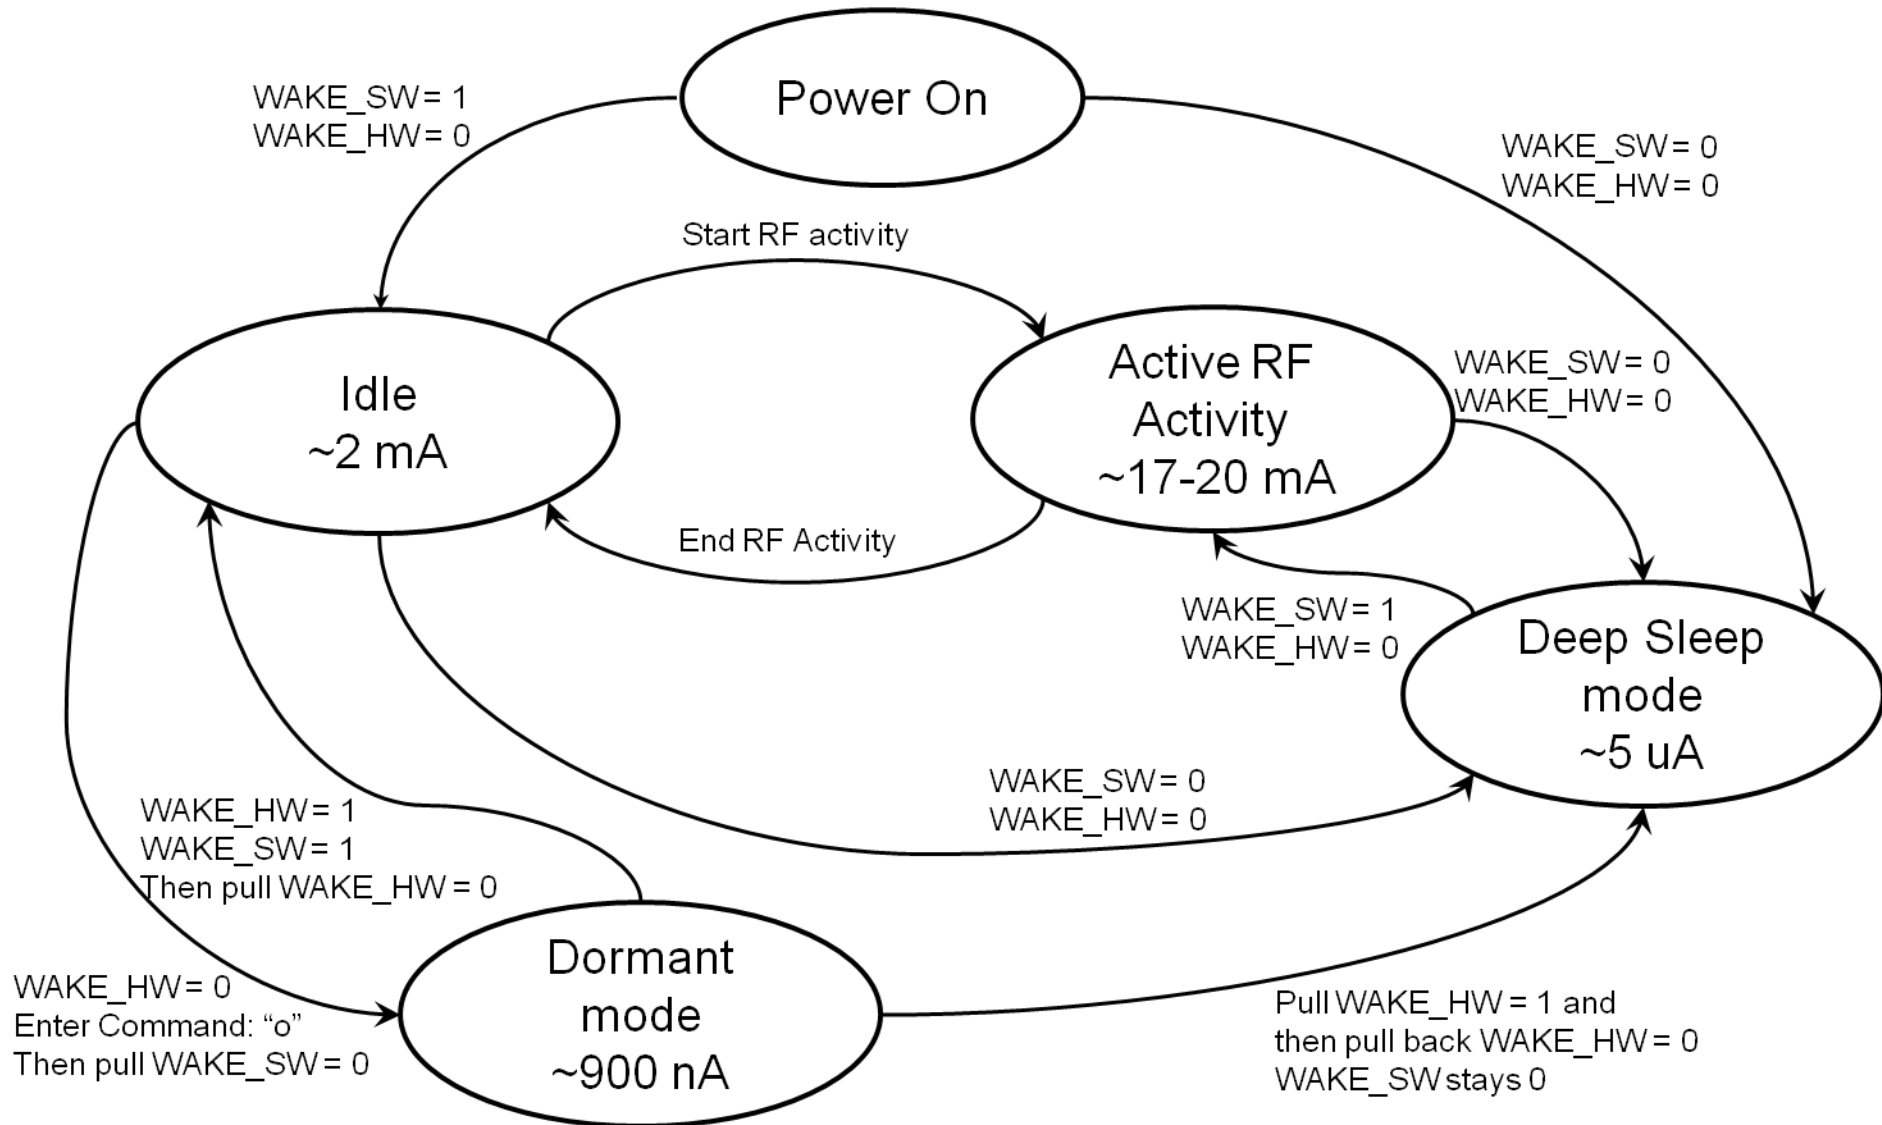 Power On
WAKE_SW = 1
WAKE_HW = 0
WAKE_SW = 0
WAKE_HW = 0
Start RF activity
Idle
~2 mA
Active RF
Activity
~17-20 mA
WAKE_SW = 0
WAKE_HW = 0
End RF Activity
WAKE_SW = 1
WAKE_HW = 0
Deep Sleep
mode
~5 uA
WAKE_SW = 0
WAKE_HW = 0
WAKE_HW = 1
WAKE_SW = 1
Then pull WAKE_HW = 0
Dormant
mode
~900 nA
WAKE_HW = 0
Enter Command: “o”
Then pull WAKE_SW = 0
Pull WAKE_HW = 1 and
then pull back WAKE_HW = 0
WAKE_SW stays 0